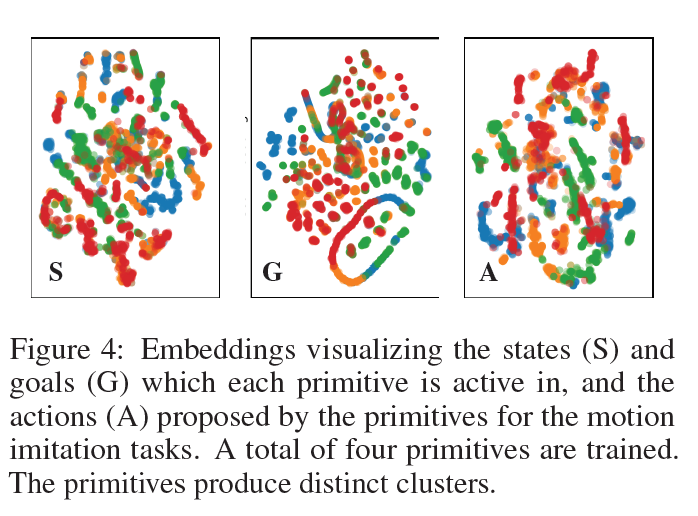 S
G
A
Figure 4: Embeddings visualizing the states (S) and
goals (G) which each primitive is active in, and the
actions (A) proposed by the primitives for the motion
imitation tasks. A total of four primitives are trained.
The primitives produce distinct clusters.